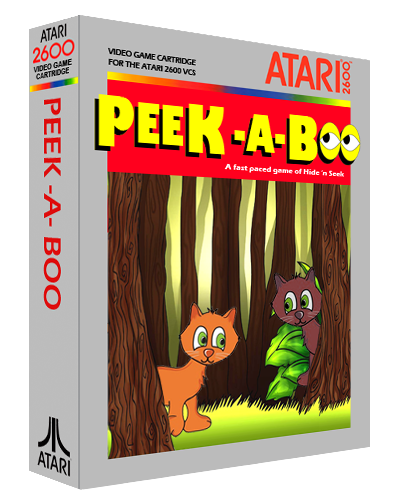 ATARI
2600
VIDEO GAME
CARTRIDGE
PEEK -A- BOO
ATARI
VIDEO GAME CARTRIDGE
FOR THE ATARI 2600 VCS
ATARI
2600™
PEEK -A- BOO
A fast paced game of Hide 'n Seek